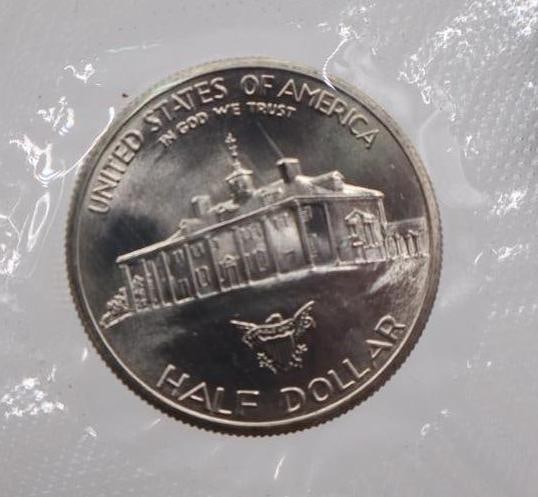 UNITED STATES OF AMERICA
IN GOD WE TRUST
HALF DOLLAR